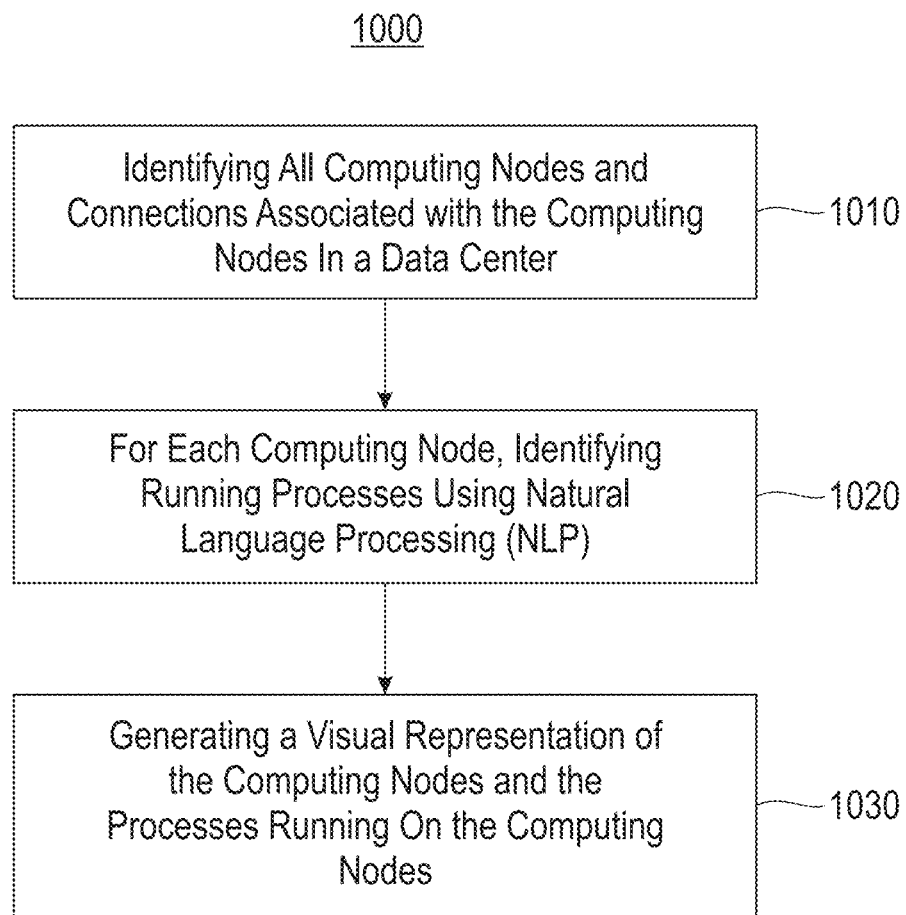 1000
Identifying All Computing Nodes and
Connections Associated with the Computing
Nodes In a Data Center
1010
For Each Computing Node, Identifying
Running Processes Using Natural
Language Processing (NLP)
1020
Generating a Visual Representation of
the Computing Nodes and the
Processes Running On the Computing
Nodes
1030